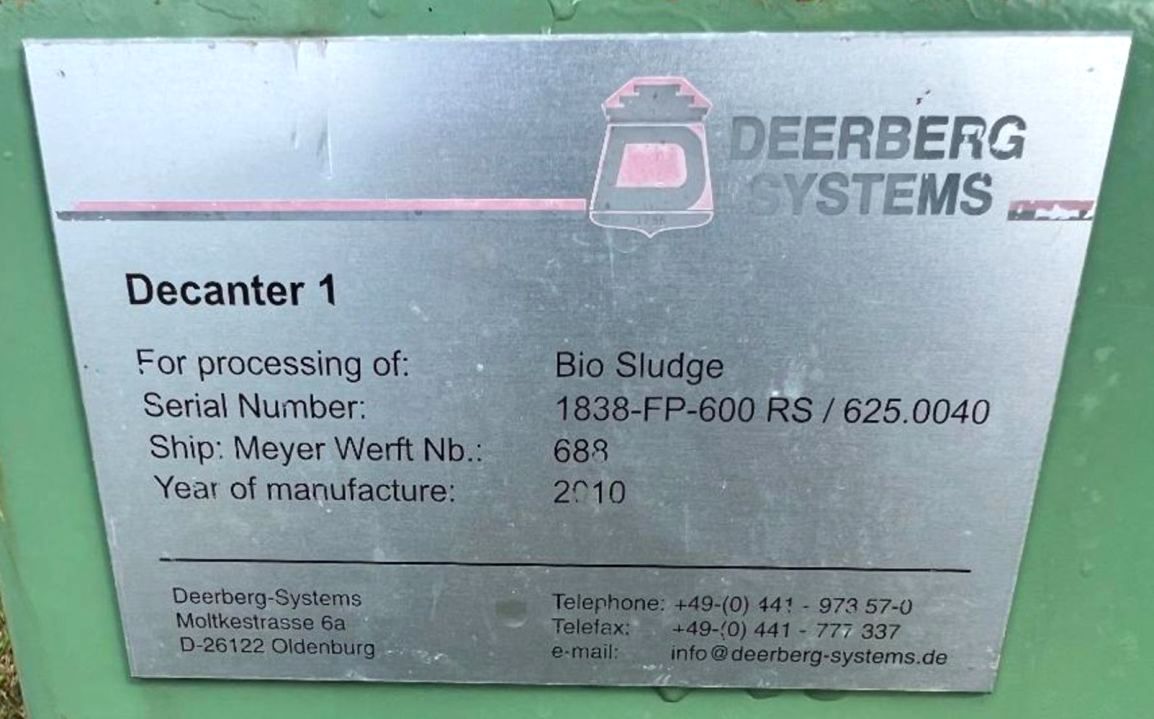 DEERBERG
SYSTEMS
Decanter 1
For processing of: Bio Sludge
Serial Number: 1838-FP-600 RS / 625.0040
Ship: Meyer Werft Nb.: 688
Year of manufacture: 2010
Deerberg-Systems
Moltkestrasse 6a
D-26122 Oldenburg
Telephone: +49-(0) 441 - 973 57-0
Telefax: +49-(0) 441 - 777 337
e-mail: info@deerberg-systems.de